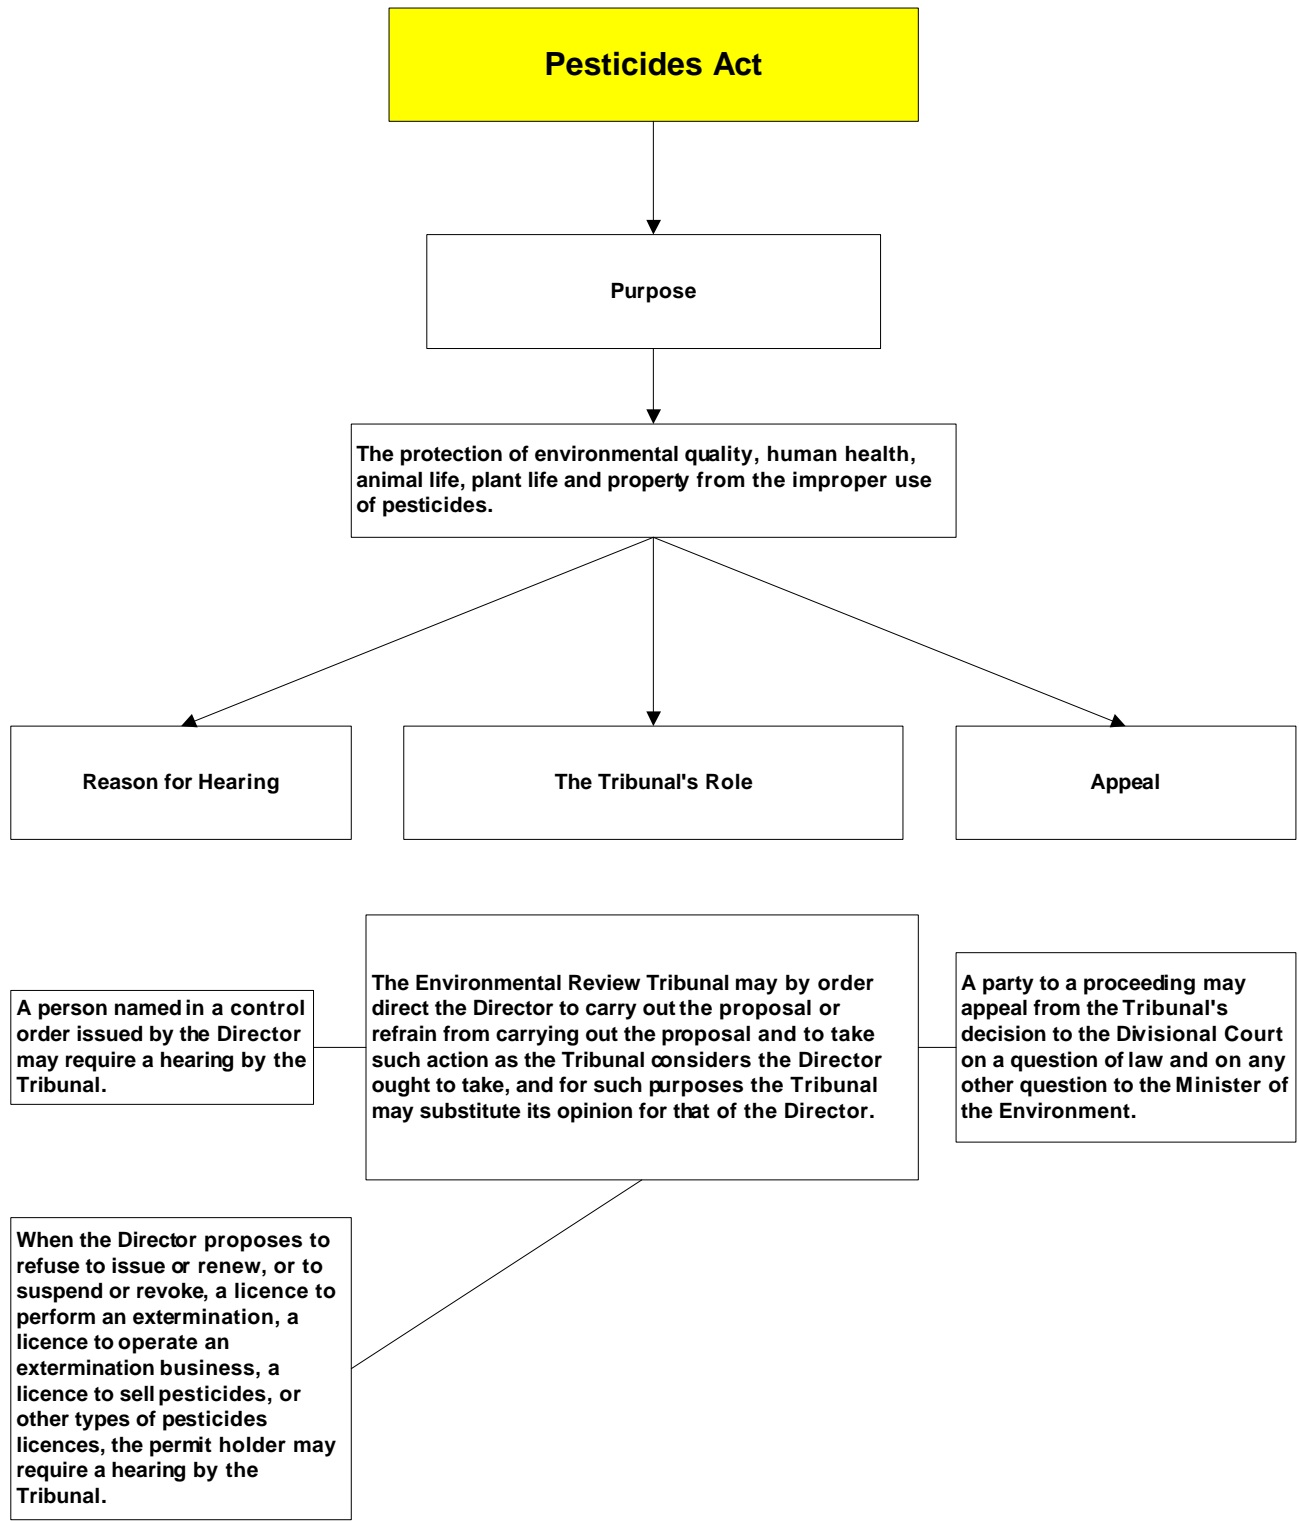 Pesticides Act
Purpose
The protection of environmental quality, human health,
animal life, plant life and property from the improper use
of pesticides.
Reason for Hearing
The Tribunal's Role
Appeal
A person named in a control
order issued by the Director
may require a hearing by the
Tribunal.
The Environmental Review Tribunal may by order
direct the Director to carry out the proposal or
refrain from carrying out the proposal and to take
such action as the Tribunal considers the Director
ought to take, and for such purposes the Tribunal
may substitute its opinion for that of the Director.
A party to a proceeding may
appeal from the Tribunal's
decision to the Divisional Court
on a question of law and on any
other question to the Minister of
the Environment.
When the Director proposes to
refuse to issue or renew, or to
suspend or revoke, a licence to
perform an extermination, a
licence to operate an
extermination business, a
licence to sell pesticides, or
other types of pesticides
licences, the permit holder may
require a hearing by the
Tribunal.